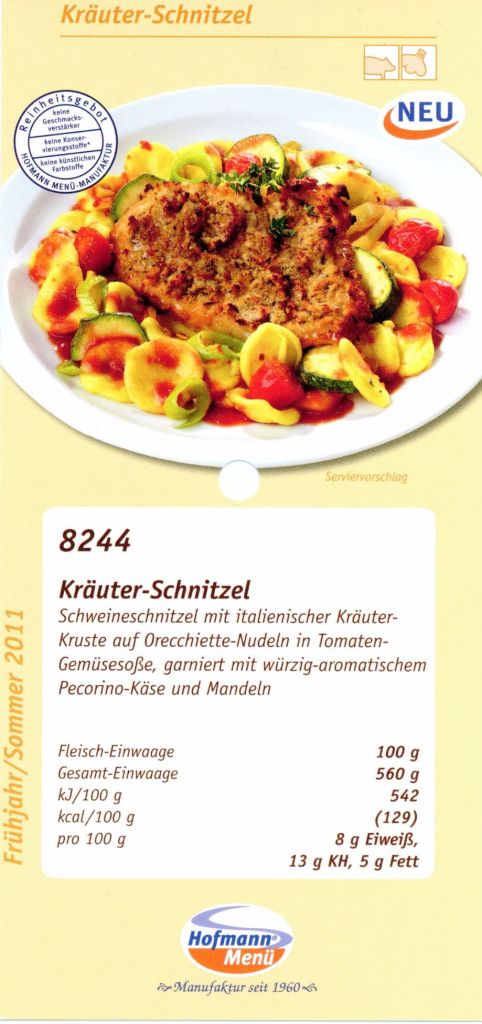 Kräuter-Schnitzel
Reinheitsgebot
keine
Geschmacks-
verstärker
keine Konser-
vierungsstoffe*
keine künstlichen
Farbstoffe
HOFMANN MENÜ-MANUFAKTUR
NEU
Serviervorschlag
8244
Kräuter-Schnitzel
Schweineschnitzel mit italienischer Kräuter-
Kruste auf Orecchiette-Nudeln in Tomaten-
Gemüsesoße, garniert mit würzig-aromatischem
Pecorino-Käse und Mandeln
Fleisch-Einwaage 100 g
Gesamt-Einwaage 560 g
kJ/100 g 542
kcal/100 g (129)
pro 100 g 8 g Eiweiß,
13 g KH, 5 g Fett
Frühjahr/Sommer 2011
Hofmann®
Menü
Manufaktur seit 1960